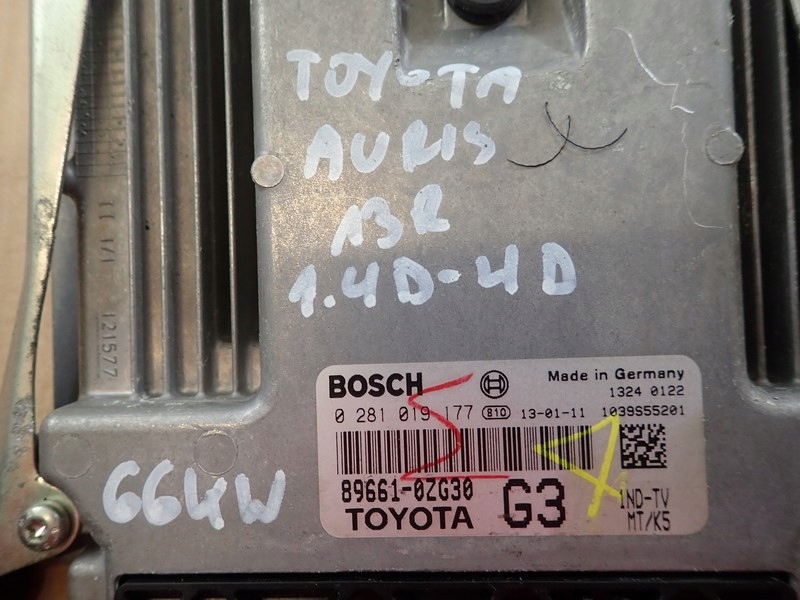 TOYOTA
AURIS
13R
1.4D-4D
66KW
121577
BOSCH
Made in Germany
1324 0122
0 281 019 177 810 13-01-11 1039S55201
89661-0ZG30
TOYOTA
G3
1ND-TV
MT/K5